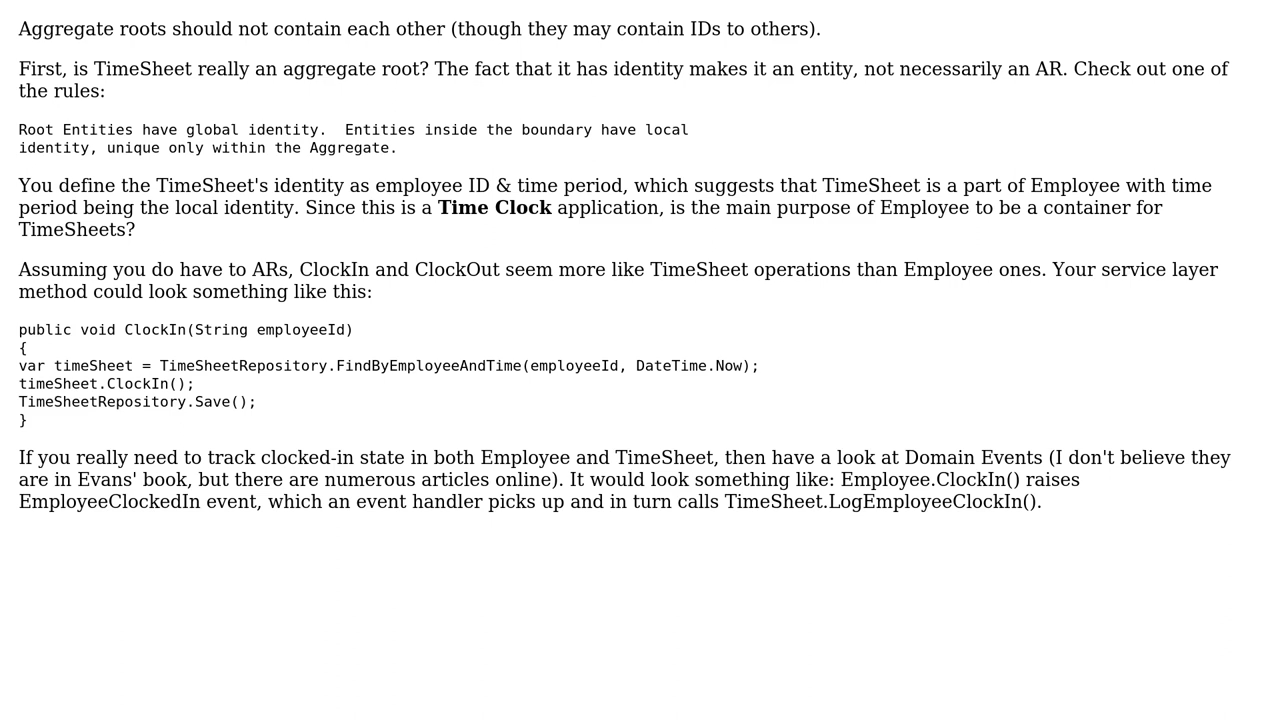 Aggregate roots should not contain each other (though they may contain IDs to others).
First, is TimeSheet really an aggregate root? The fact that it has identity makes it an entity, not necessarily an AR. Check out one of
the rules:
Root Entities have global identity.  Entities inside the boundary have local
identity, unique only within the Aggregate.
You define the TimeSheet's identity as employee ID & time period, which suggests that TimeSheet is a part of Employee with time
period being the local identity. Since this is a Time Clock application, is the main purpose of Employee to be a container for
TimeSheets?
Assuming you do have to ARs, ClockIn and ClockOut seem more like TimeSheet operations than Employee ones. Your service layer
method could look something like this:
public void ClockIn(String employeeId)
{
var timeSheet = TimeSheetRepository.FindByEmployeeAndTime(employeeId, DateTime.Now);
timeSheet.ClockIn();
TimeSheetRepository.Save();
}
If you really need to track clocked-in state in both Employee and TimeSheet, then have a look at Domain Events (I don't believe they
are in Evans' book, but there are numerous articles online). It would look something like: Employee.ClockIn() raises
EmployeeClockedIn event, which an event handler picks up and in turn calls TimeSheet.LogEmployeeClockIn().